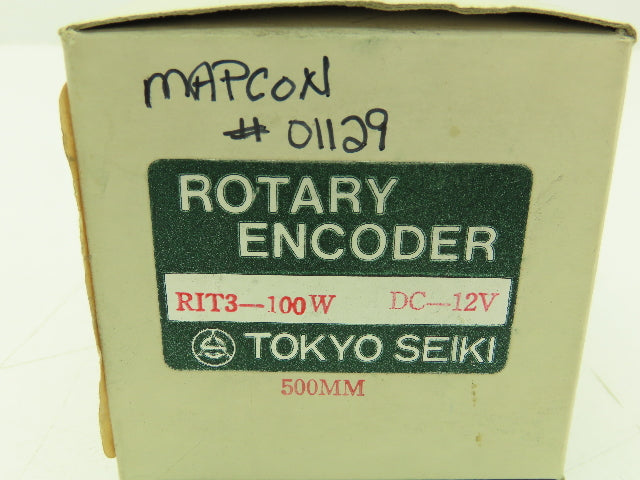 MAPCON
# 01129
ROTARY
ENCODER
RIT3—100W DC—12V
TOKYO SEIKI
500MM